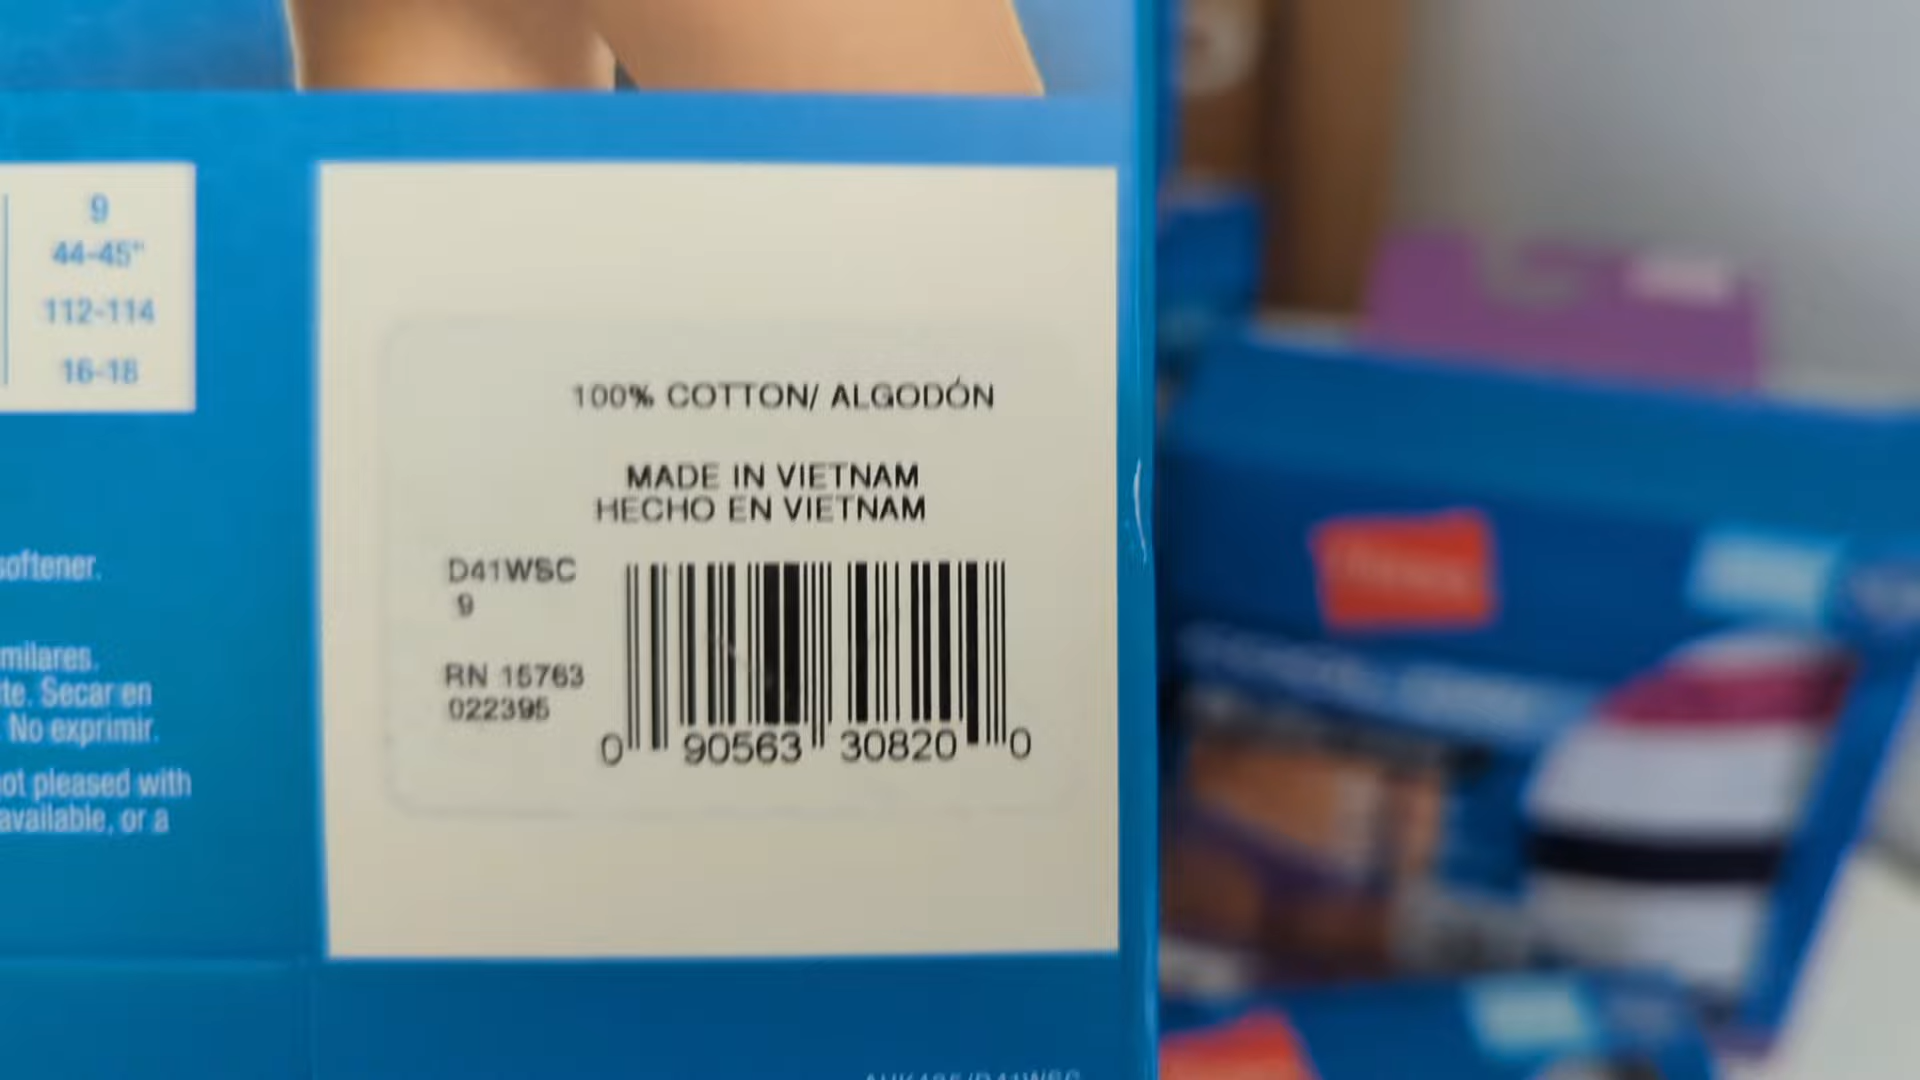 9
44-45"
112-114
16-18
softener.
milares.
te. Secar en
. No exprimir.
ot pleased with
available, or a
100% COTTON/ ALGODÓN
MADE IN VIETNAM
HECHO EN VIETNAM
D41WSC
9
RN 15763
022395
0 90563 30820 0